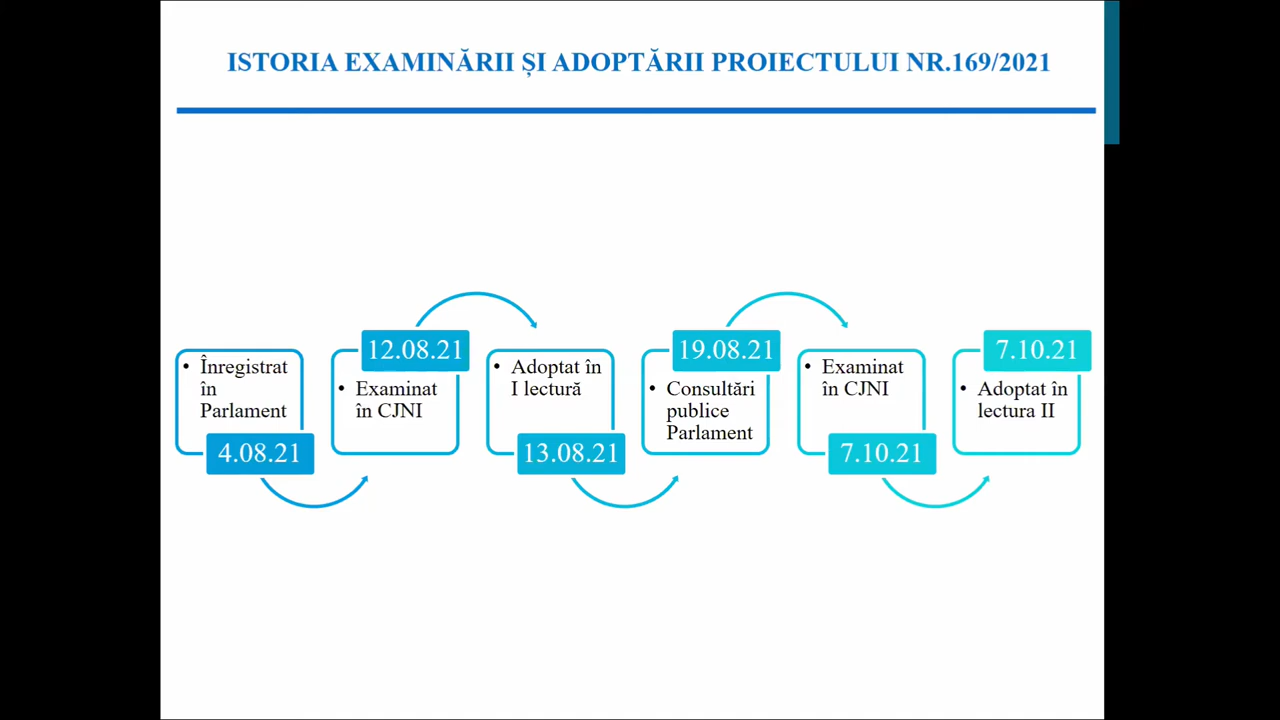 ISTORIA EXAMINĂRII ȘI ADOPTĂRII PROIECTULUI NR.169/2021
• Înregistrat
în
Parlament
4.08.21
12.08.21
• Examinat
în CJNI
• Adoptat în
I lectură
13.08.21
19.08.21
• Consultări
publice
Parlament
• Examinat
în CJNI
7.10.21
7.10.21
• Adoptat în
lectura II